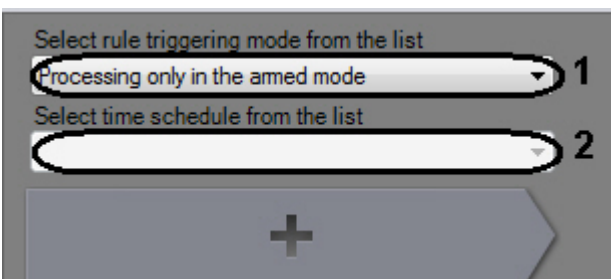 Select rule triggering mode from the list
Processing only in the armed mode
1
Select time schedule from the list
2
+